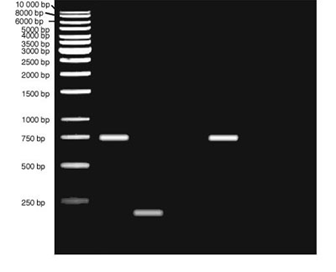 10 000 bp
8000 bp
6000 bp
5000 bp
4000 bp
3500 bp
3000 bp
2500 bp
2000 bp
1500 bp
1000 bp
750 bp
500 bp
250 bp